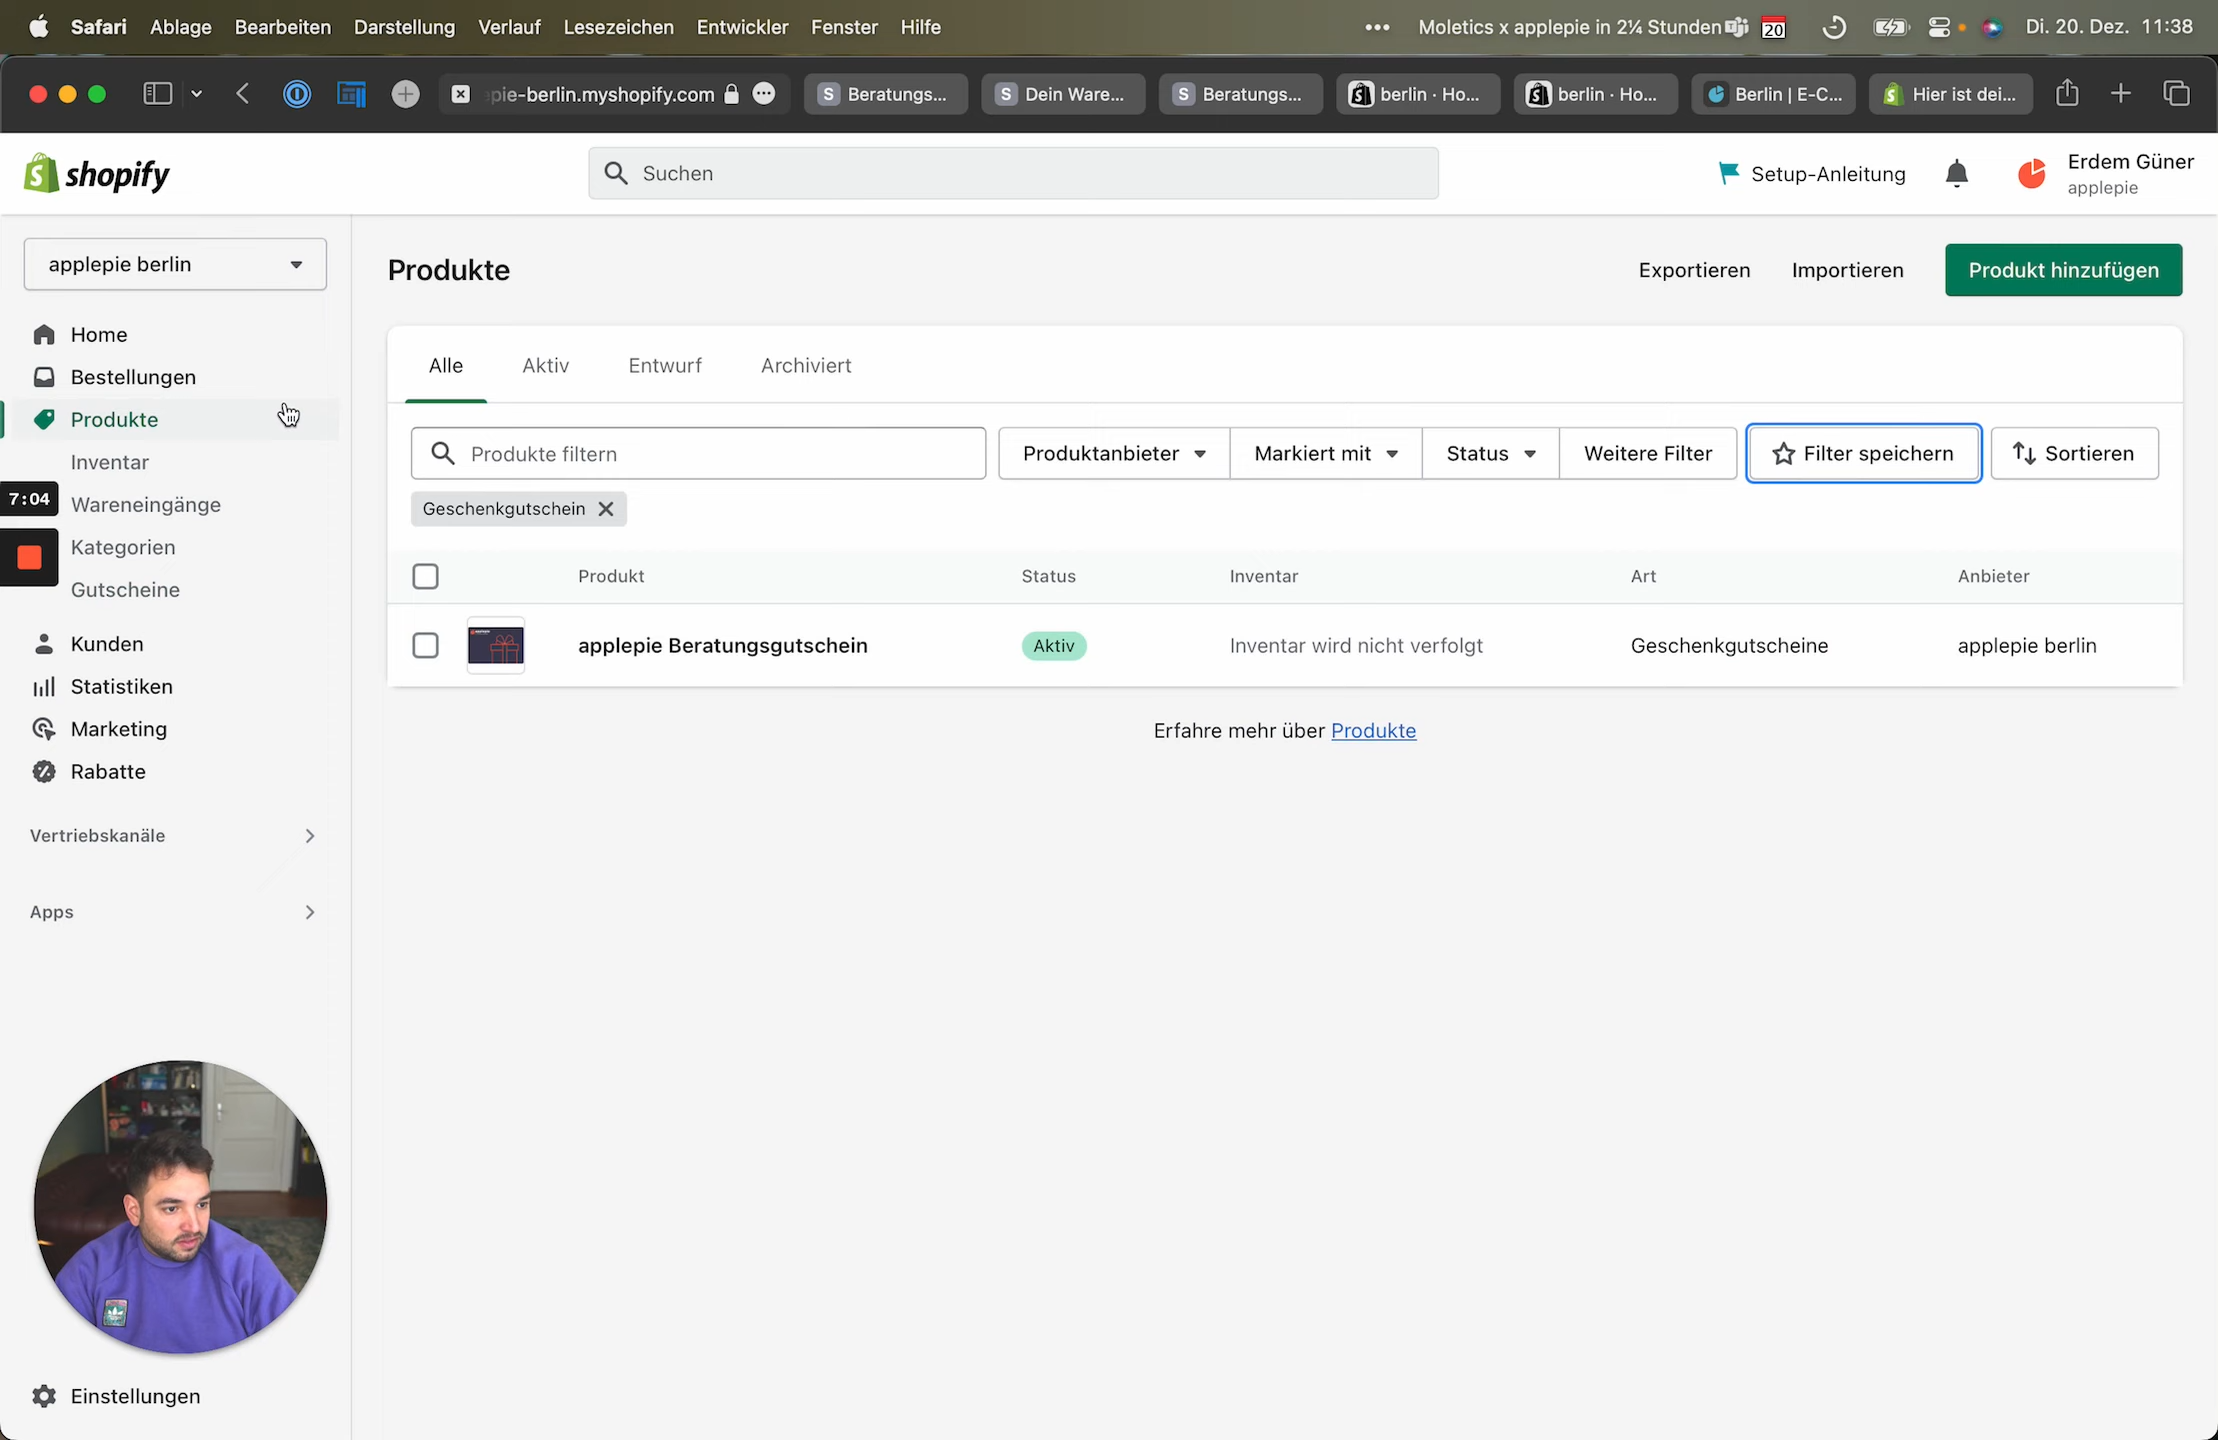 Safari Ablage Bearbeiten Darstellung Verlauf Lesezeichen Entwickler Fenster Hilfe ••• Moletics x applepie in 2¼ Stunden 20 Di. 20. Dez. 11:38
pie-berlin.myshopify.com S Beratungs... S Dein Ware... S Beratungs... berlin · Ho... berlin · Ho... Berlin | E-C... Hier ist dei...
shopify Suchen Setup-Anleitung Erdem Güner
applepie
applepie berlin Produkte Exportieren Importieren Produkt hinzufügen
Home
Alle Aktiv Entwurf Archiviert
Bestellungen
Produkte
Produkte filtern Produktanbieter Markiert mit Status Weitere Filter Filter speichern Sortieren
Inventar
7:04
Wareneingänge
Geschenkgutschein
Kategorien
Produkt Status Inventar Art Anbieter
Gutscheine
Kunden
applepie Beratungsgutschein Aktiv Inventar wird nicht verfolgt Geschenkgutscheine applepie berlin
Statistiken
Marketing
Erfahre mehr über Produkte
Rabatte
Vertriebskanäle
Apps
Einstellungen